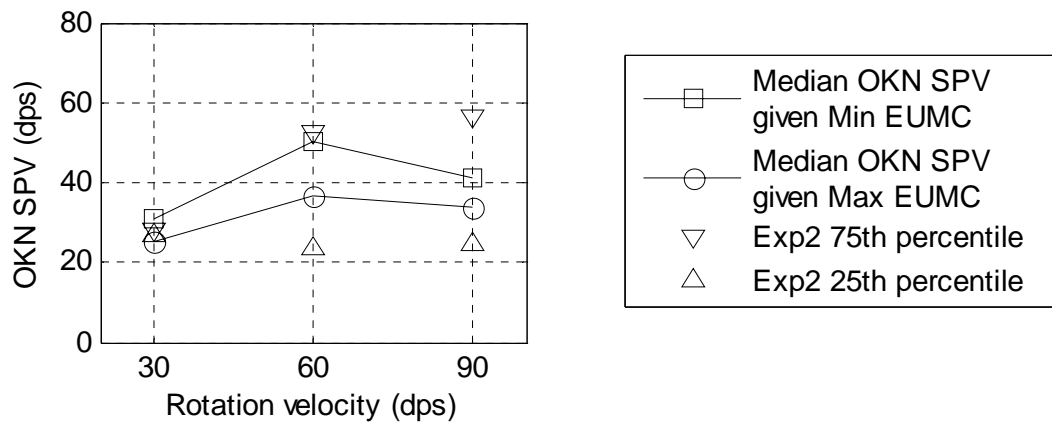 80
60
40
20
0
OKN SPV (dps)
30 60 90
Rotation velocity (dps)
Median OKN SPV
given Min EUMC
Median OKN SPV
given Max EUMC
Exp2 75th percentile
Exp2 25th percentile